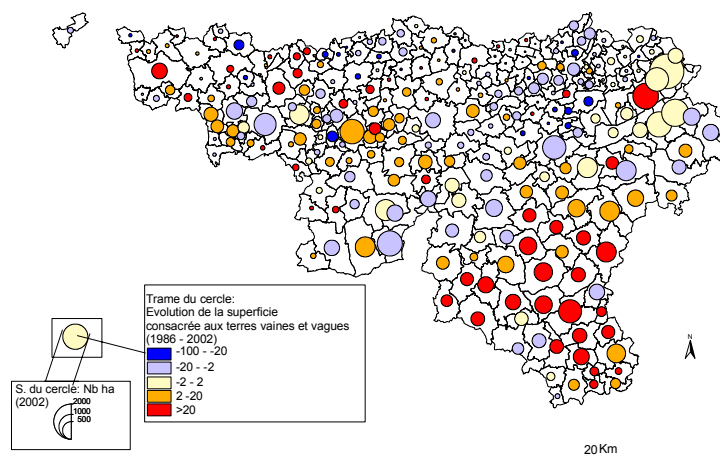 Trame du cercle:
Evolution de la superficie
consacrée aux terres vaines et vagues
(1986 - 2002)
-100 - -20
-20 - -2
-2 - 2
2 -20
>20
S. du cercle: Nb ha
(2002)
2000
1000
500
N
20 Km